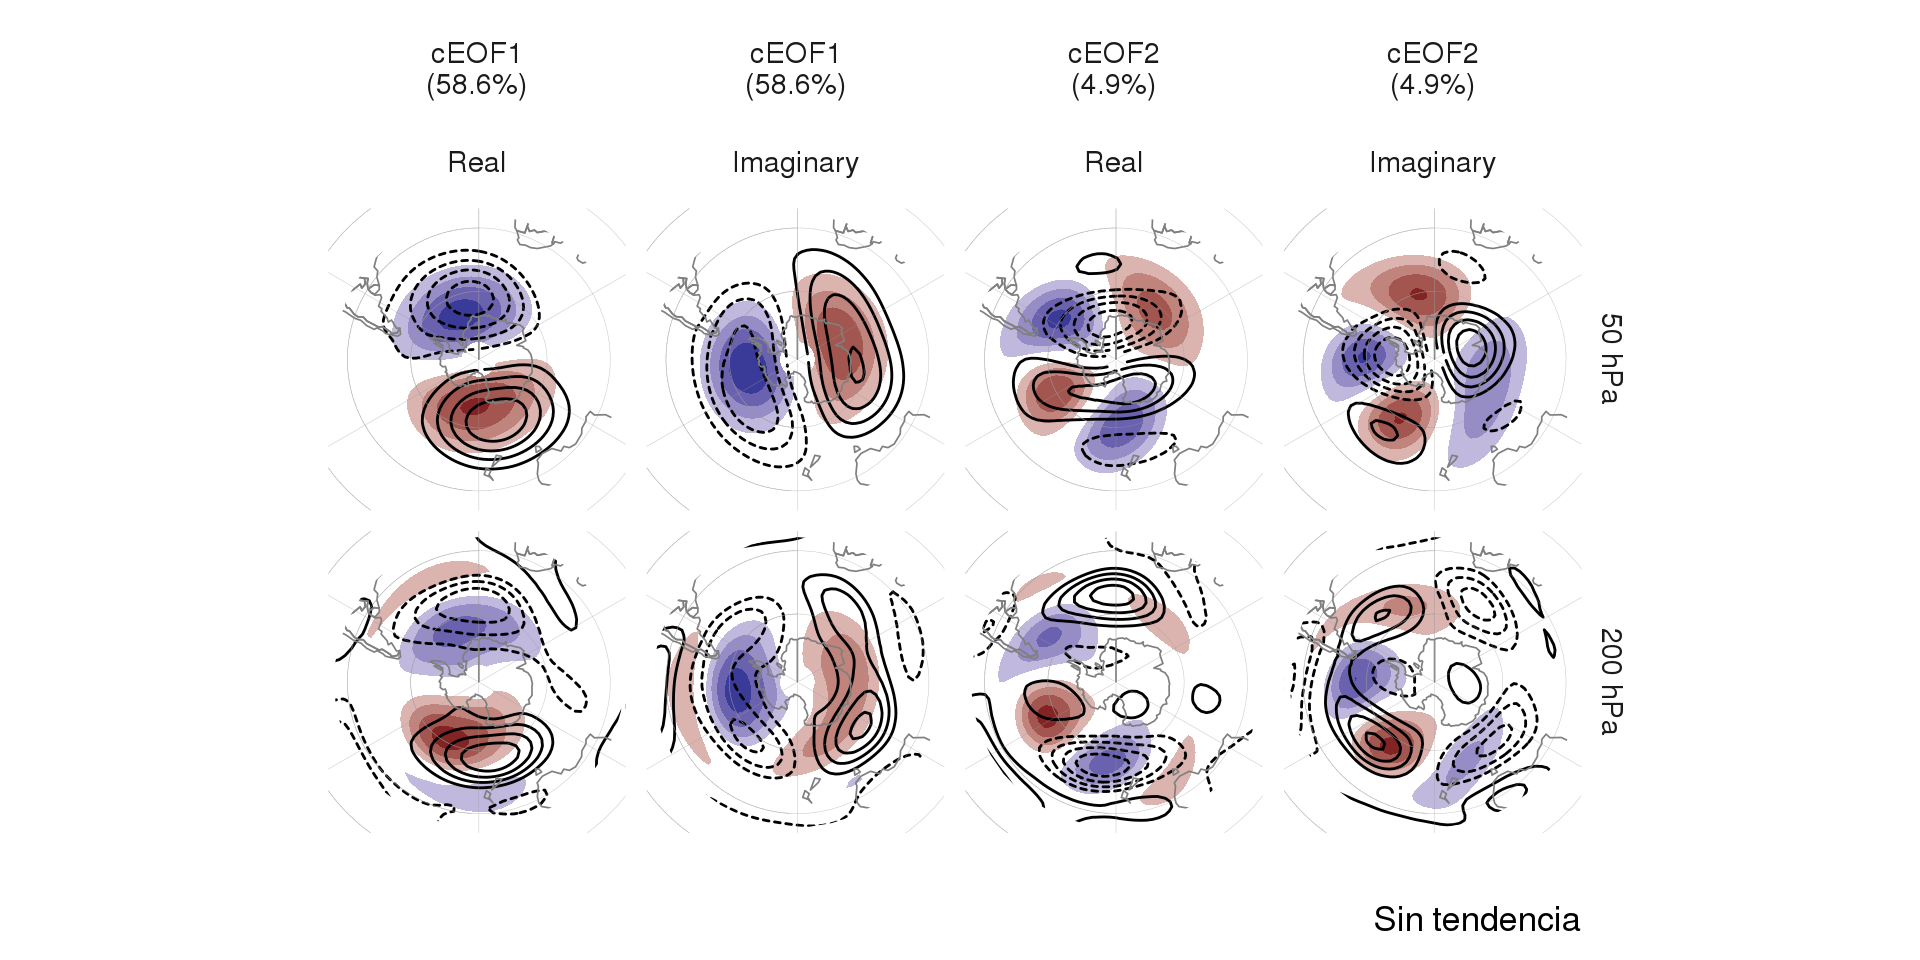 cEOF1
(58.6%)
cEOF1
(58.6%)
cEOF2
(4.9%)
cEOF2
(4.9%)
Real
Imaginary
Real
Imaginary
50 hPa
200 hPa
Sin tendencia